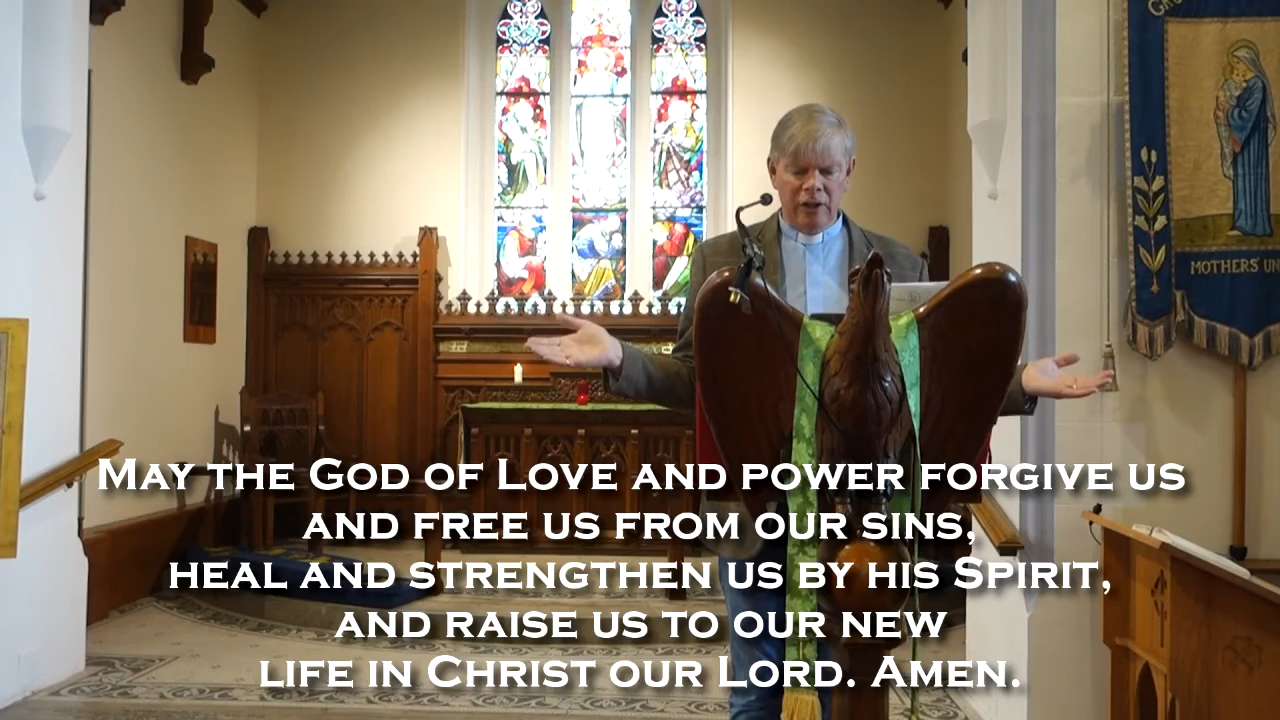 MOTHERS' UN
MAY THE GOD OF LOVE AND POWER FORGIVE US
AND FREE US FROM OUR SINS,
HEAL AND STRENGTHEN US BY HIS SPIRIT,
AND RAISE US TO OUR NEW
LIFE IN CHRIST OUR LORD. AMEN.